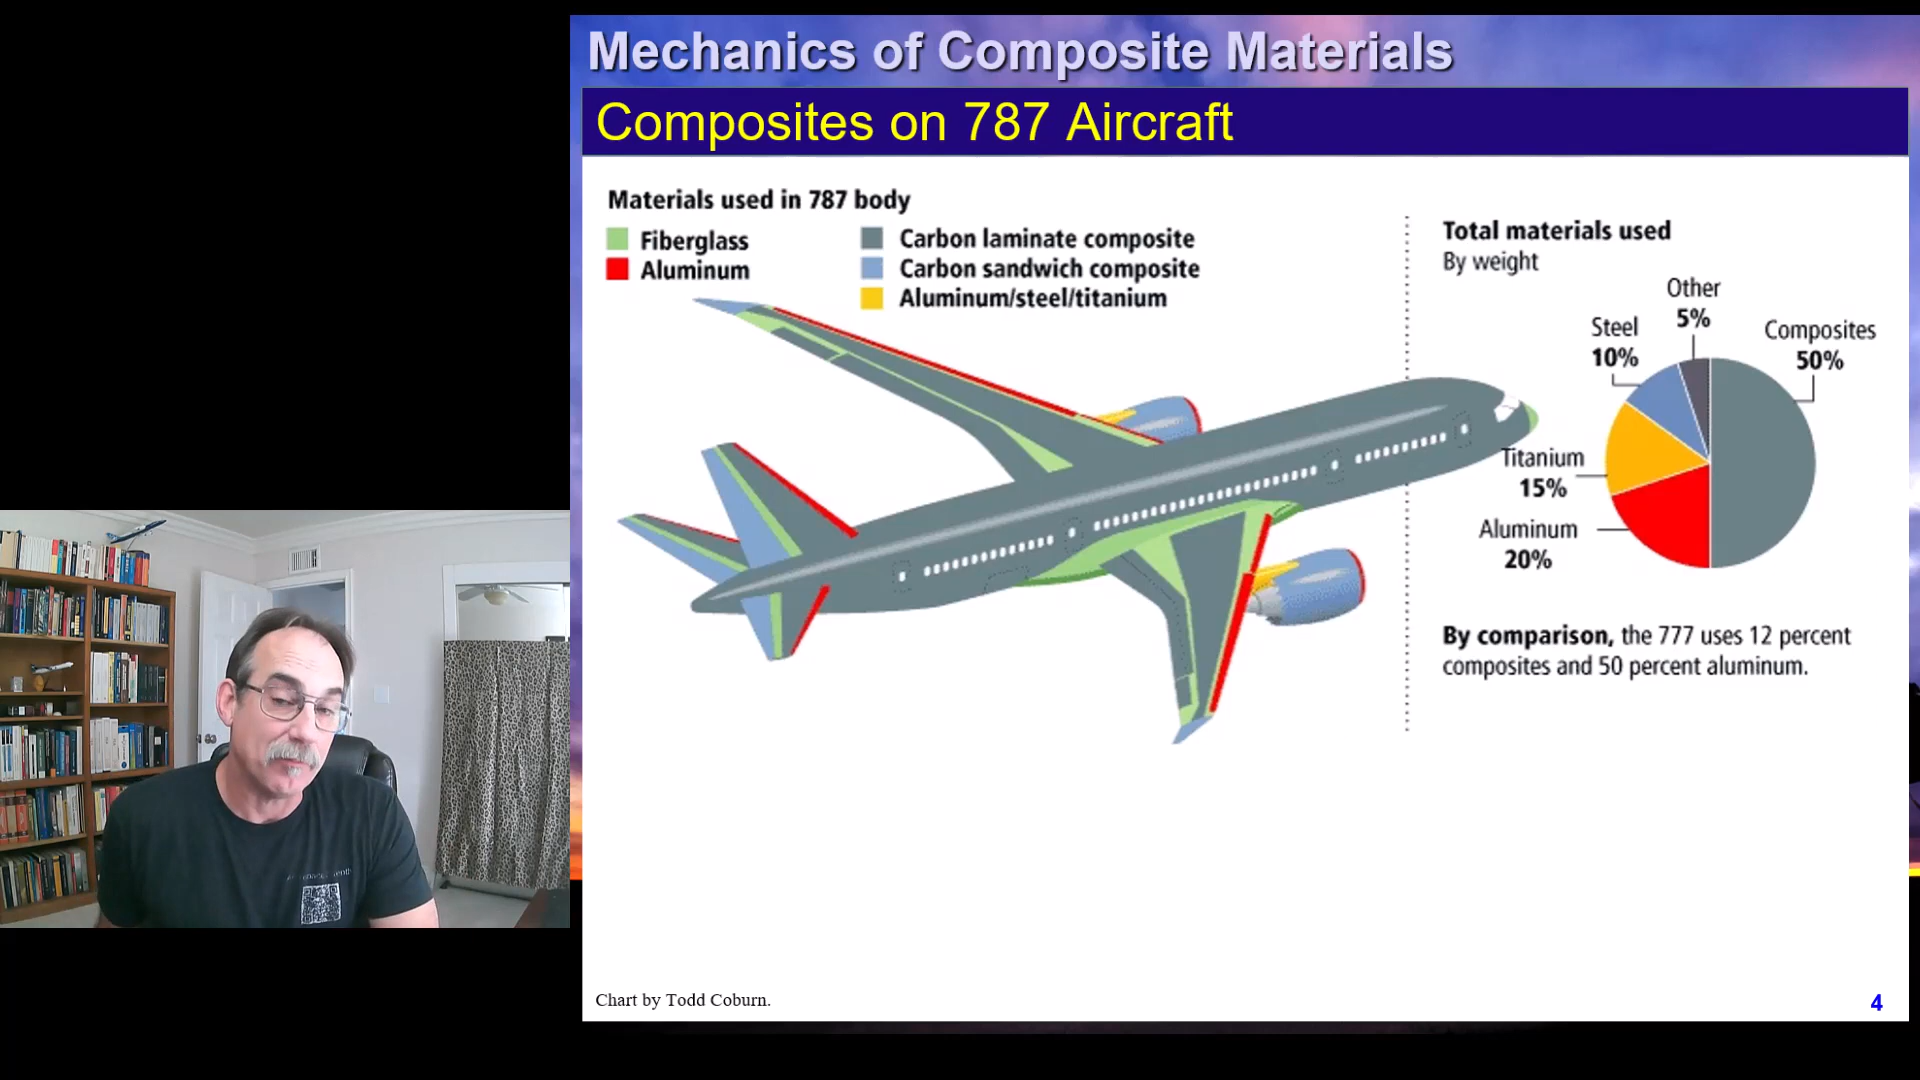 Mechanics of Composite Materials
Composites on 787 Aircraft
Materials used in 787 body
Fiberglass
Aluminum
Carbon laminate composite
Carbon sandwich composite
Aluminum/steel/titanium
Total materials used
By weight
Other
5%
Steel
10%
Composites
50%
Titanium
15%
Aluminum
20%
By comparison, the 777 uses 12 percent
composites and 50 percent aluminum.
Chart by Todd Coburn.
4